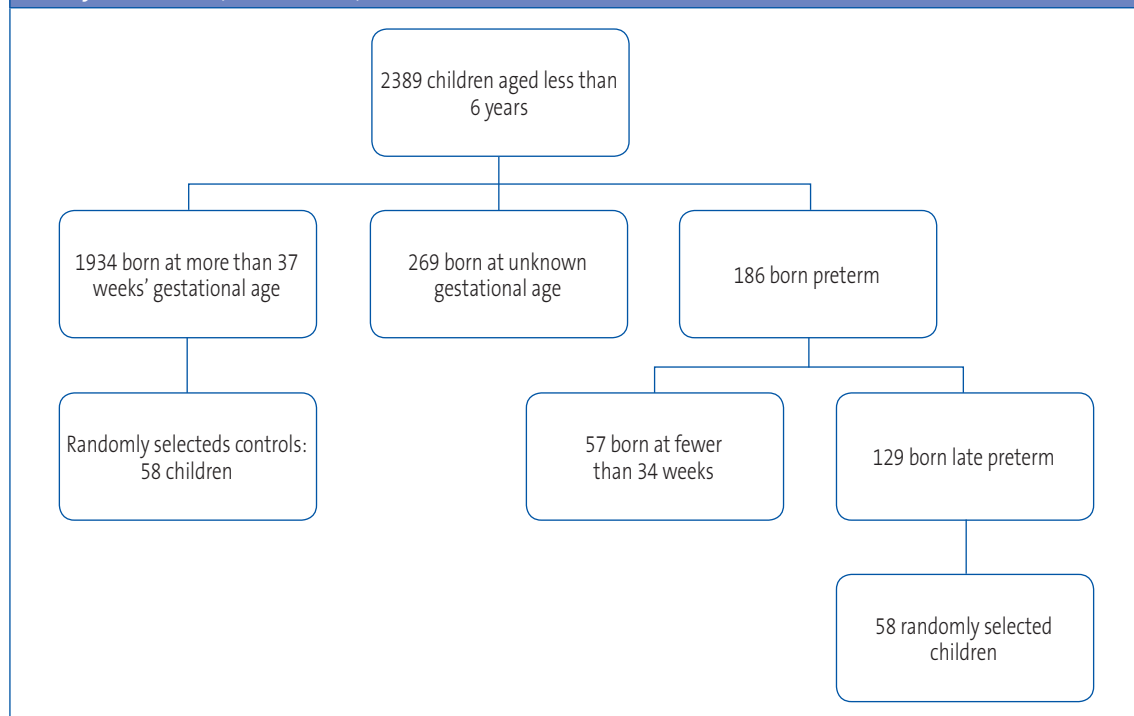 2389 children aged less than
6 years
1934 born at more than 37
weeks’ gestational age
269 born at unknown
gestational age
186 born preterm
Randomly selecteds controls:
58 children
57 born at fewer
than 34 weeks
129 born late preterm
58 randomly selected
children